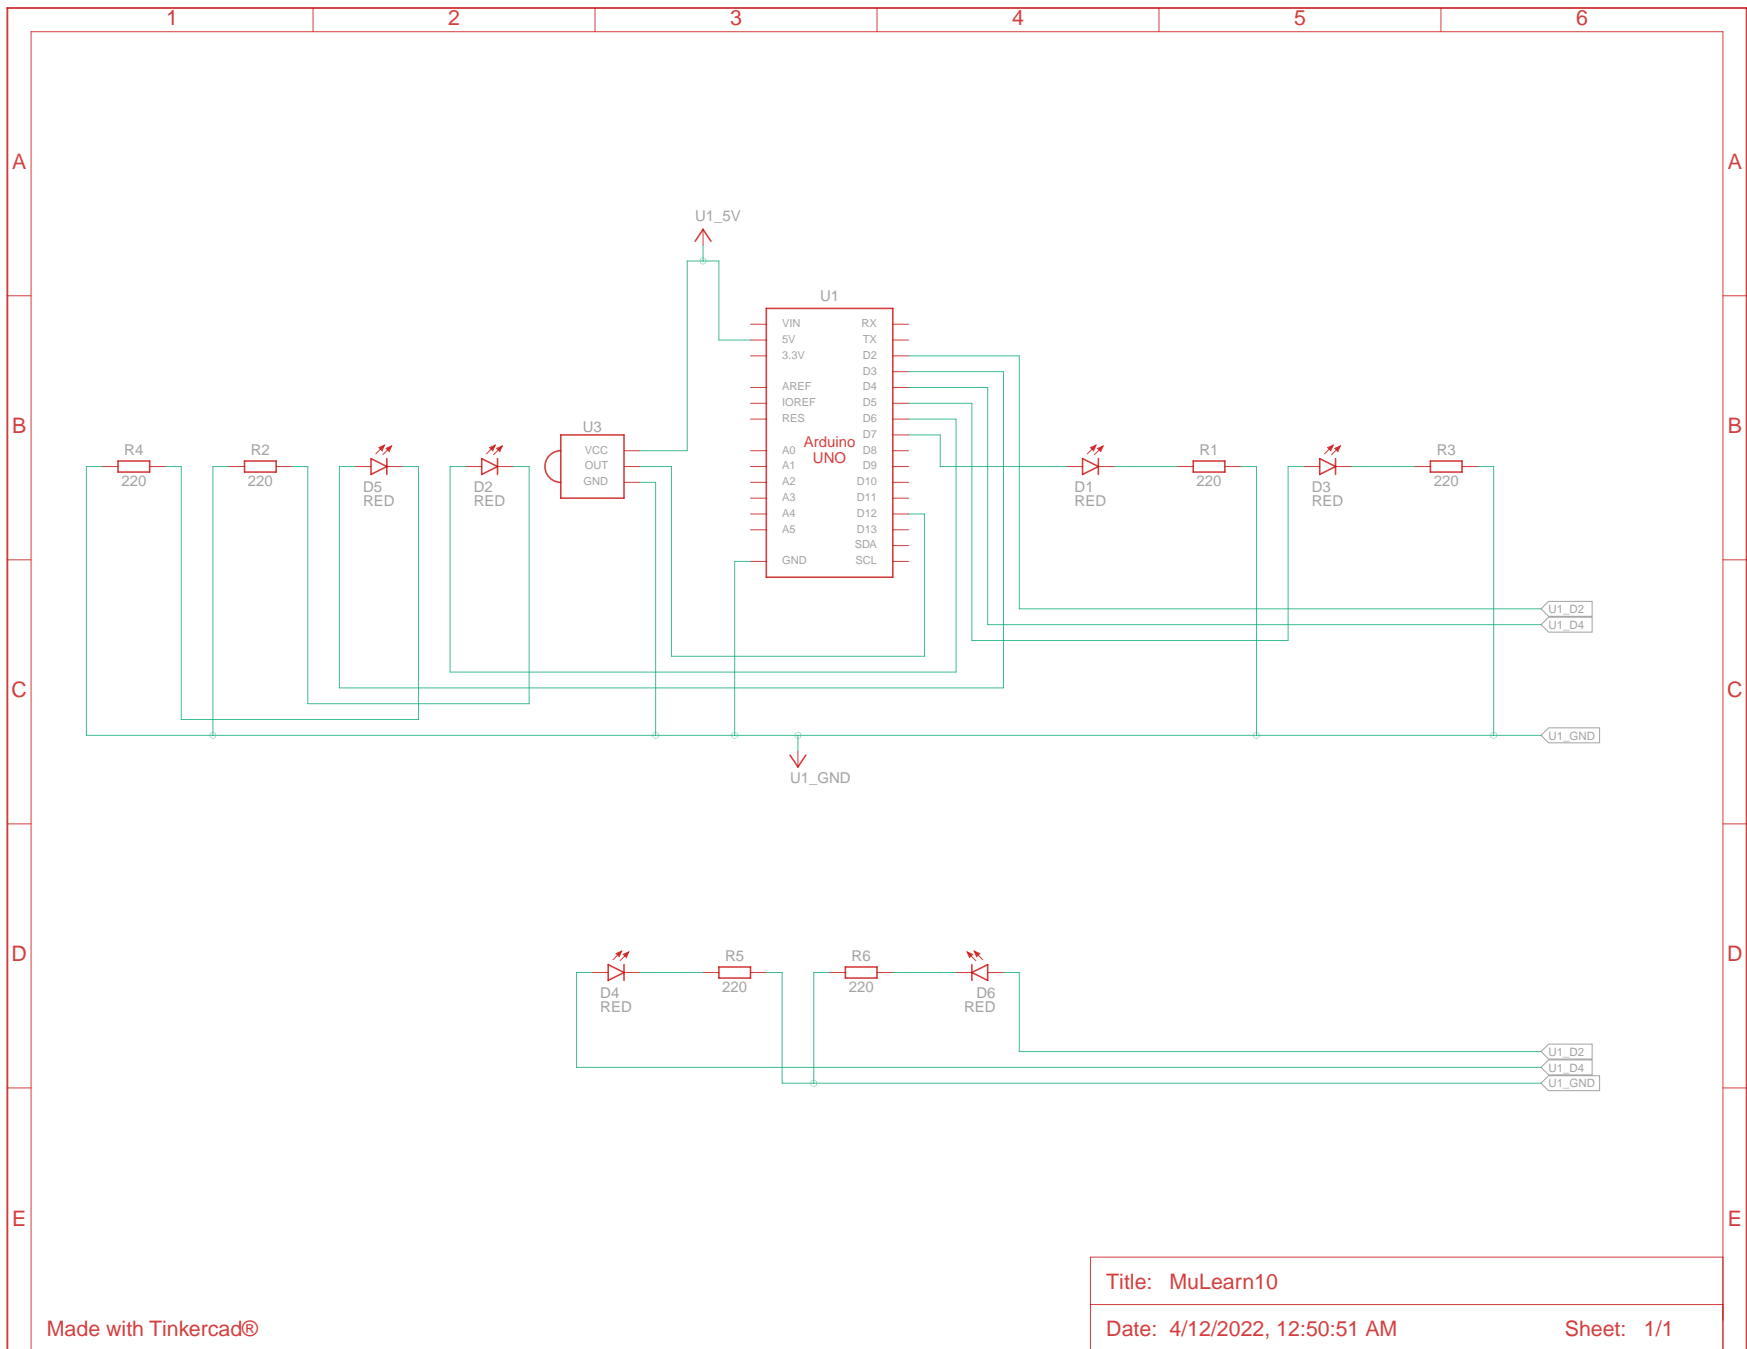 1 2 3 4 5 6
A A
U1_5V
U1
VIN RX
5V TX
3.3V D2
D3
AREF D4
IOREF D5
RES D6
D7
A0 D8
A1 D9
A2 D10
A3 D11
A4 D12
A5 D13
SDA
GND SCL
Arduino
UNO
B B
R4
220
R2
220
D5
RED
D2
RED
U3
VCC
OUT
GND
D1
RED
R1
220
D3
RED
R3
220
U1_D2
U1_D4
C C
U1_GND
U1_GND
D D
D4
RED
R5
220
R6
220
D6
RED
U1_D2
U1_D4
U1_GND
E E
Title: MuLearn10
Made with Tinkercad®
Date: 4/12/2022, 12:50:51 AM Sheet: 1/1